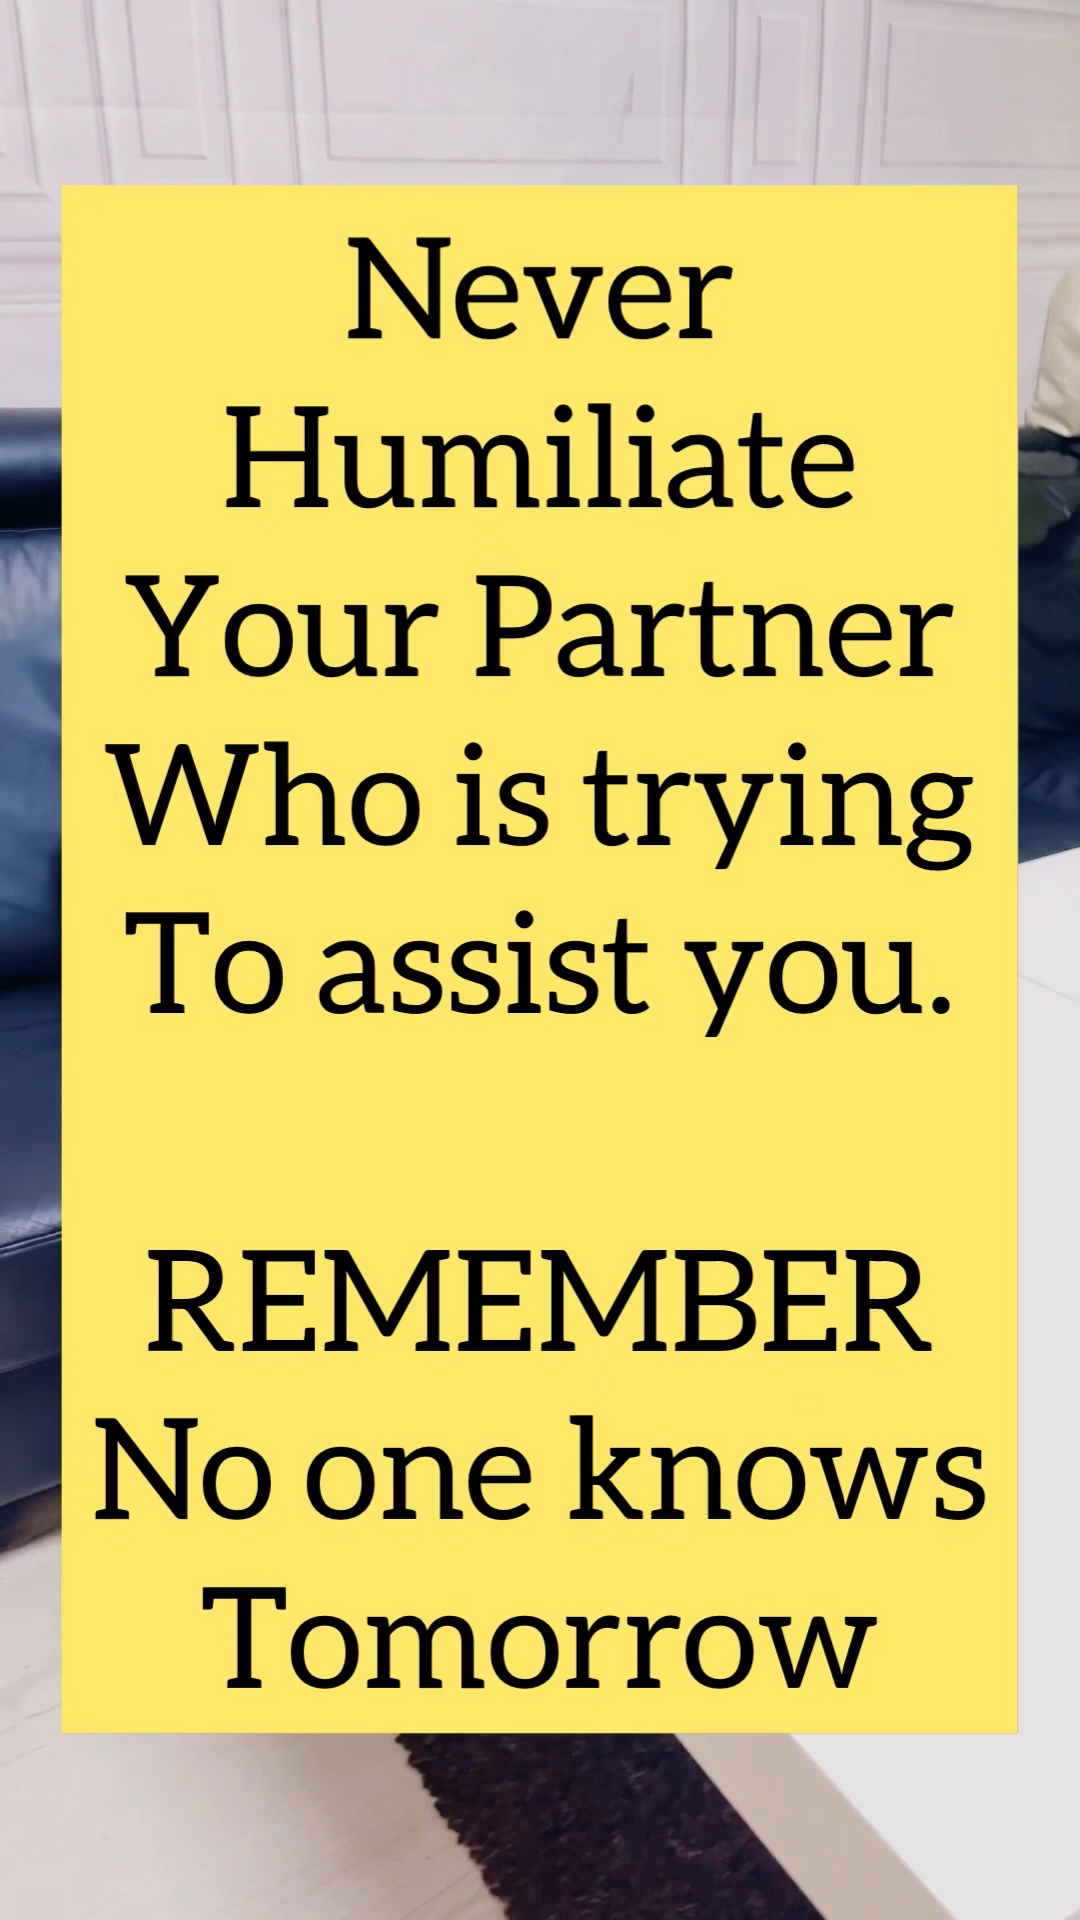 Never
Humiliate
Your Partner
Who is trying
To assist you.
REMEMBER
No one knows
Tomorrow